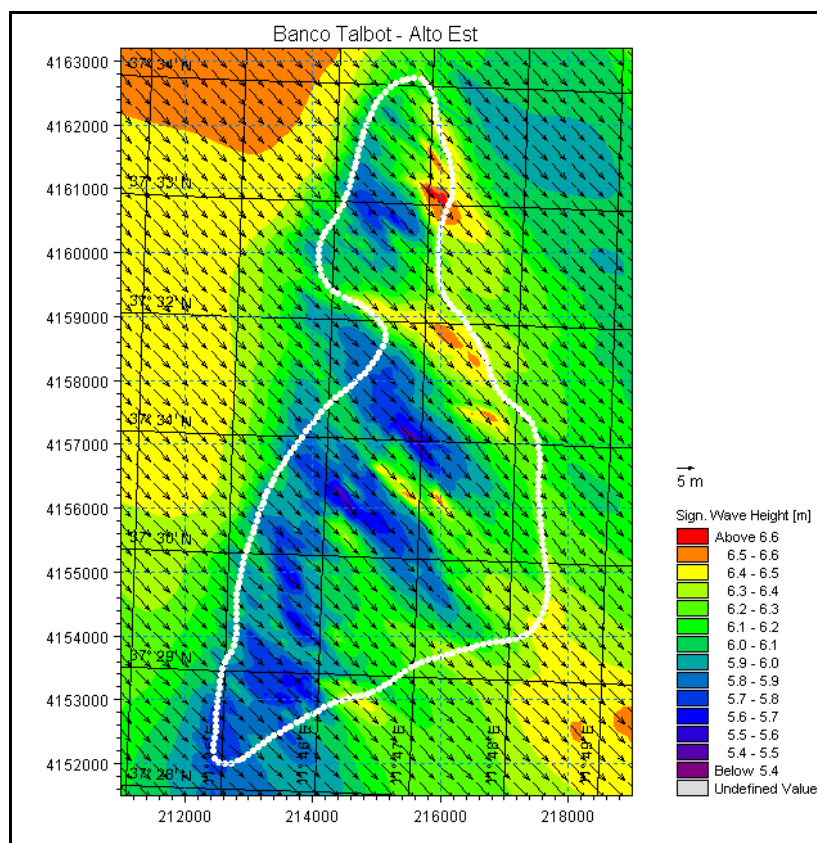 Banco Talbot - Alto Est
4163000
4162000
4161000
4160000
4159000
4158000
4157000
4156000
4155000
4154000
4153000
4152000
37° 34' N
37° 33' N
37° 32' N
37° 31' N
37° 30' N
37° 29' N
37° 28' N
11° 45' E
11° 46' E
11° 47' E
11° 48' E
11° 49' E
212000
214000
216000
218000
5 m
Sign. Wave Height [m]
Above 6.6
6.5 - 6.6
6.4 - 6.5
6.3 - 6.4
6.2 - 6.3
6.1 - 6.2
6.0 - 6.1
5.9 - 6.0
5.8 - 5.9
5.7 - 5.8
5.6 - 5.7
5.5 - 5.6
5.4 - 5.5
Below 5.4
Undefined Value